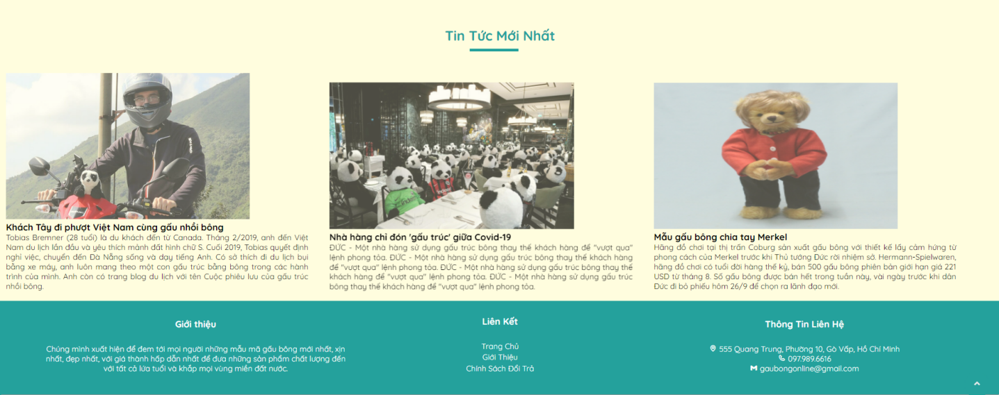 Tin Tức Mới Nhất
Khách Tây đi phượt Việt Nam cùng gấu nhồi bông
Tobias Bremner (28 tuổi) là du khách đến từ Canada. Tháng 2/2019, anh đến Việt
Nam du lịch lần đầu và yêu thích mảnh đất hình chữ S. Cuối 2019, Tobias quyết định
nghỉ việc, chuyển đến Đà Nẵng sống và dạy tiếng Anh. Có sở thích đi du lịch bụi
bằng xe máy, anh luôn mang theo một con gấu trúc bằng bông trong các hành
trình của mình. Anh còn có trang blog du lịch với tên Cuộc phiêu lưu của gấu trúc
nhồi bông.
Nhà hàng chỉ đón 'gấu trúc' giữa Covid-19
ĐỨC - Một nhà hàng sử dụng gấu trúc bông thay thế khách hàng để "vượt qua"
lệnh phong tỏa. ĐỨC - Một nhà hàng sử dụng gấu trúc bông thay thế khách hàng
để "vượt qua" lệnh phong tỏa. ĐỨC - Một nhà hàng sử dụng gấu trúc bông thay thế
khách hàng để "vượt qua" lệnh phong tỏa. ĐỨC - Một nhà hàng sử dụng gấu trúc
bông thay thế khách hàng để "vượt qua" lệnh phong tỏa.
Mẫu gấu bông chia tay Merkel
Hãng đồ chơi tại thị trấn Coburg sản xuất gấu bông với thiết kế lấy cảm hứng từ
phong cách của Merkel trước khi Thủ tướng Đức rời nhiệm sở. Hermann-Spielwaren,
hãng đồ chơi có tuổi đời hàng thế kỷ, bán 500 gấu bông phiên bản giới hạn giá 221
USD từ tháng 8. Số gấu bông được bán hết trong tuần này, vài ngày trước khi dân
Đức đi bỏ phiếu hôm 26/9 để chọn ra lãnh đạo mới.
Giới thiệu
Chúng mình xuất hiện để đem tới mọi người những mẫu mã gấu bông mới nhất, xịn
nhất, đẹp nhất, với giá thành hấp dẫn nhất để đưa những sản phẩm chất lượng đến
với tất cả lứa tuổi và khắp mọi vùng miền đất nước.
Liên Kết
Trang Chủ
Giới Thiệu
Chính Sách Đổi Trả
Thông Tin Liên Hệ
555 Quang Trung, Phường 10, Gò Vấp, Hồ Chí Minh
097.989.6616
gaubongonline@gmail.com